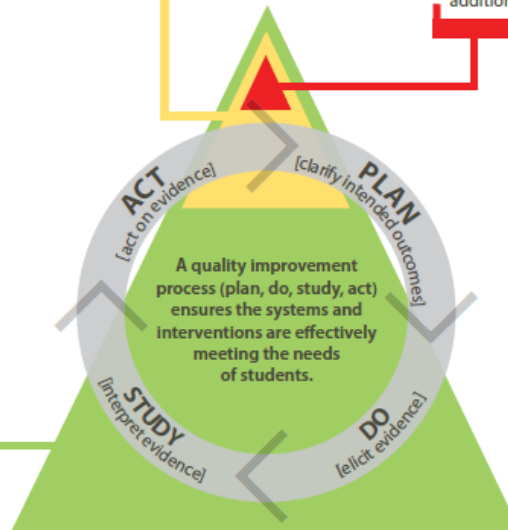 addition
ACT
[act on evidence]
PLAN
[clarify intended outcomes]
A quality improvement
process (plan, do, study, act)
ensures the systems and
interventions are effectively
meeting the needs
of students.
STUDY
[interpret evidence]
DO
[elicit evidence]